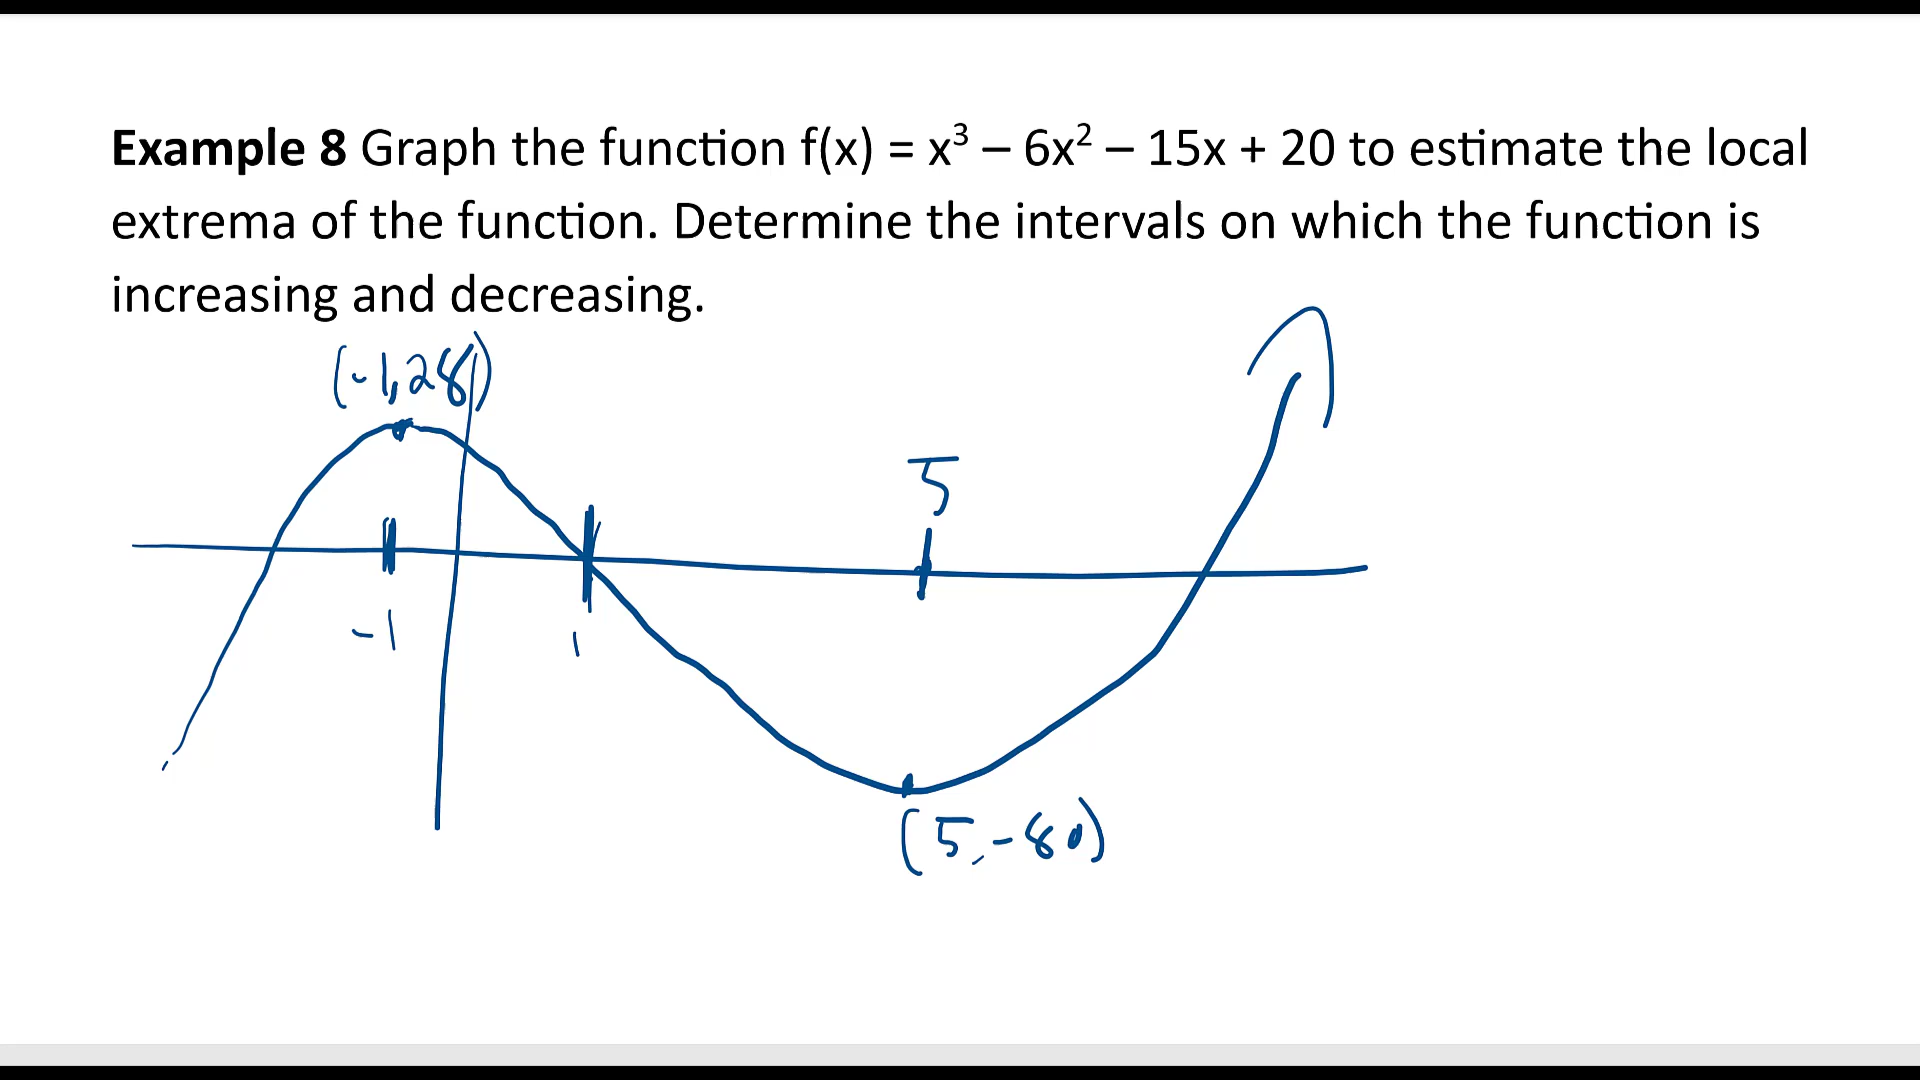 Example 8 Graph the function f(x) = x³ – 6x² – 15x + 20 to estimate the local
extrema of the function. Determine the intervals on which the function is
increasing and decreasing.
(-1,28)
5
-1
1
(5,-80)